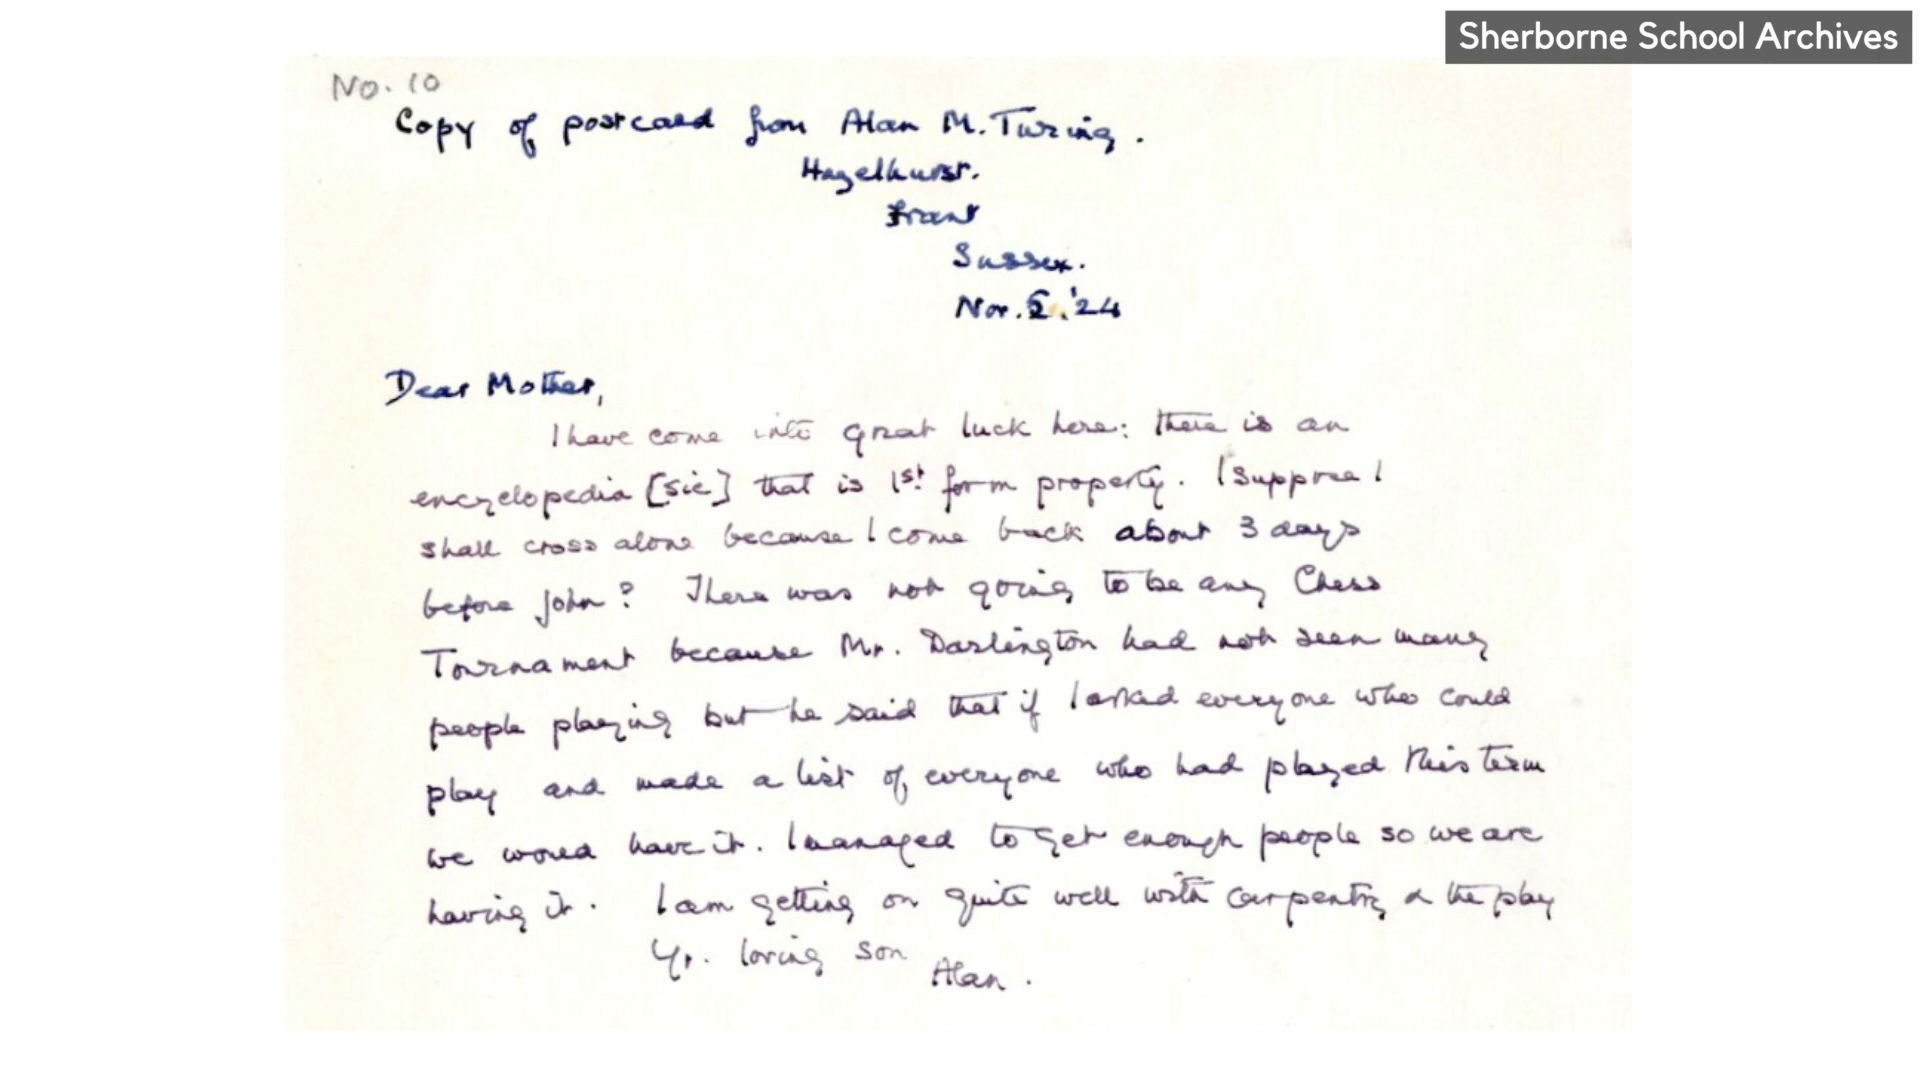 Sherborne School Archives
No. 10
Copy of postcard from Alan M. Turing.
Hazelhurst.
Frant
Sussex.
Nov. '24
Dear Mother,
I have come into great luck here: there is an
encyclopedia [sic] that is 1st form property. I suppose I
shall cross alone because I come back about 3 days
before John? There was not going to be any Chess
Tournament because Mr. Darlington had not seen many
people playing but he said that if I asked everyone who could
play and made a list of everyone who had played this term
we would have it. I managed to get enough people so we are
having it. I am getting on quite well with carpentry & the play
Yr. loving son
Alan.